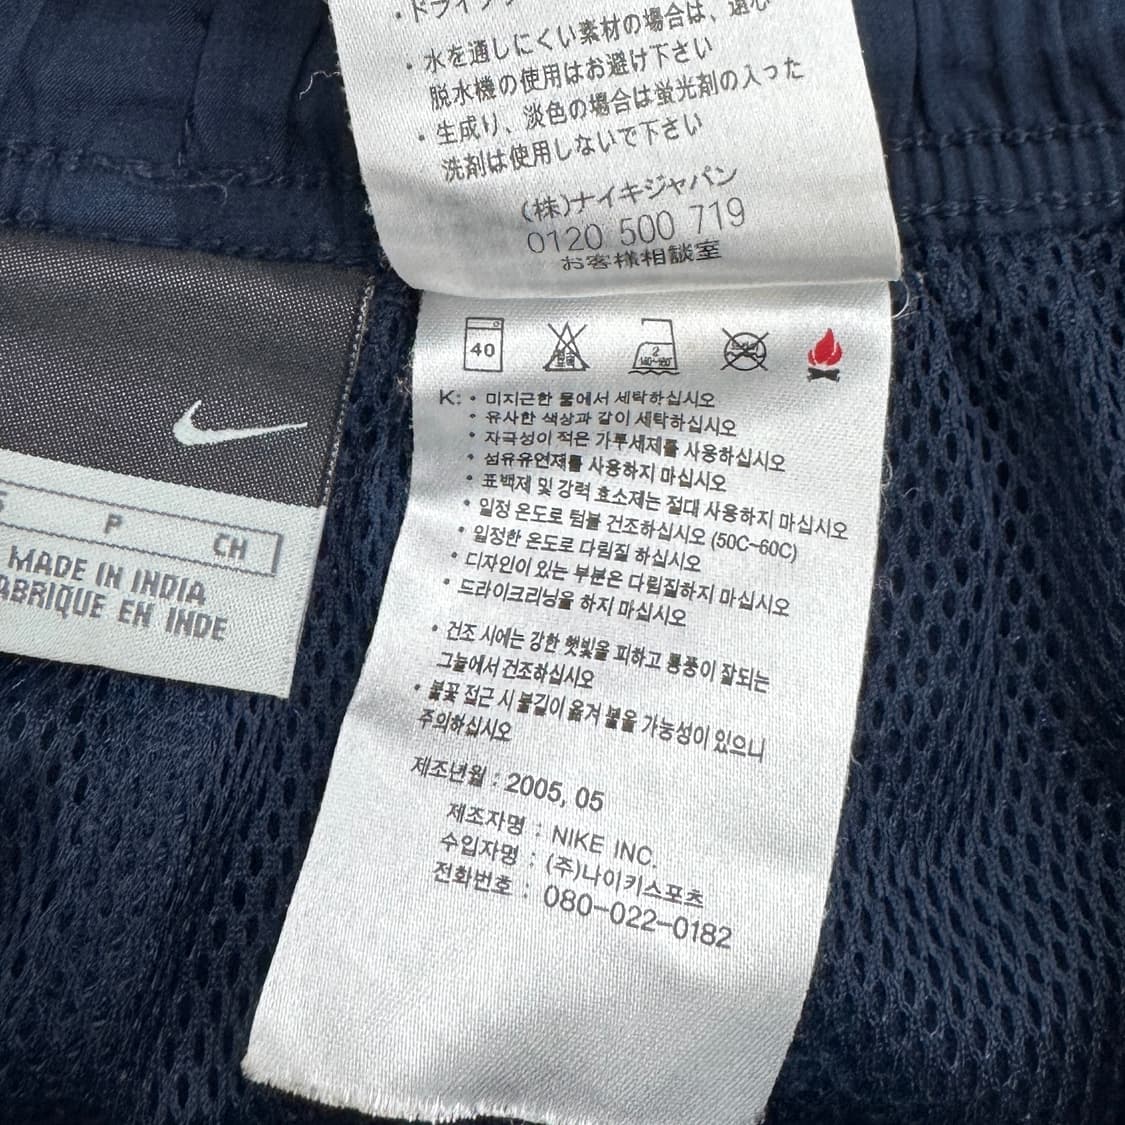 ・ドライク
・水を通しにくい素材の場合は、遠心
脱水機の使用はお避け下さい
・生成り、淡色の場合は蛍光剤の入った
洗剤は使用しないで下さい
(株)ナイキジャパン
0120 500 719
お客様相談室
40
2
K: • 미지근한 물에서 세탁하십시오
• 유사한 색상과 같이 세탁하십시오
• 자극성이 적은 가루세제를 사용하십시오
• 섬유유연재를 사용하지 마십시오
• 표백제 및 강력 효소제는 절대 사용하지 마십시오
• 일정 온도로 텀블 건조하십시오 (50C-60C)
• 일정한 온도로 다림질 하십시오
• 디자인이 있는 부분은 다림질하지 마십시오
• 드라이크리닝을 하지 마십시오
• 건조 시에는 강한 햇빛을 피하고 통풍이 잘되는
그늘에서 건조하십시오
• 불꽃 접근 시 불길이 옮겨 붙을 가능성이 있으니
주의하십시오
제조년월 : 2005, 05
제조자명 : NIKE INC.
수입자명 : (주)나이키스포츠
전화번호 : 080-022-0182
S P CH
MADE IN INDIA
ABRIQUE EN INDE